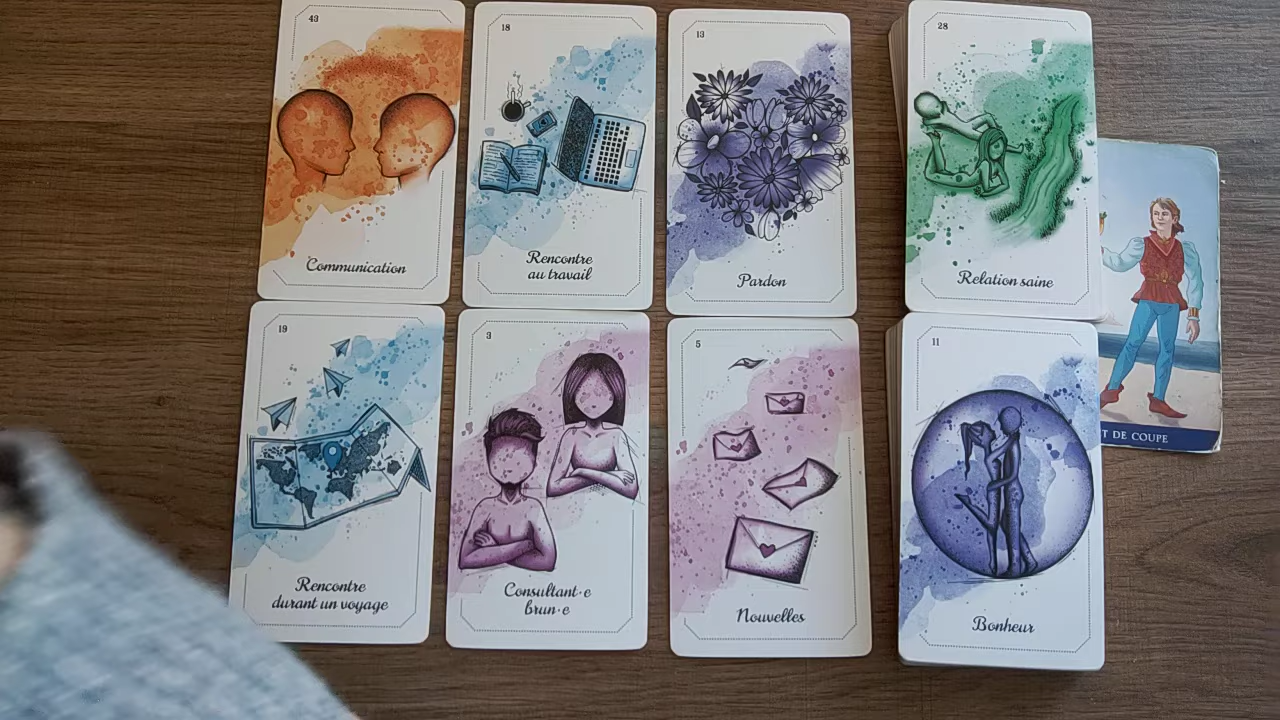 43
Communication
18
Rencontre
au travail
13
Pardon
28
Relation saine
19
Rencontre
durant un voyage
3
Consultant·e
brun·e
5
Nouvelles
11
Bonheur
T DE COUPE